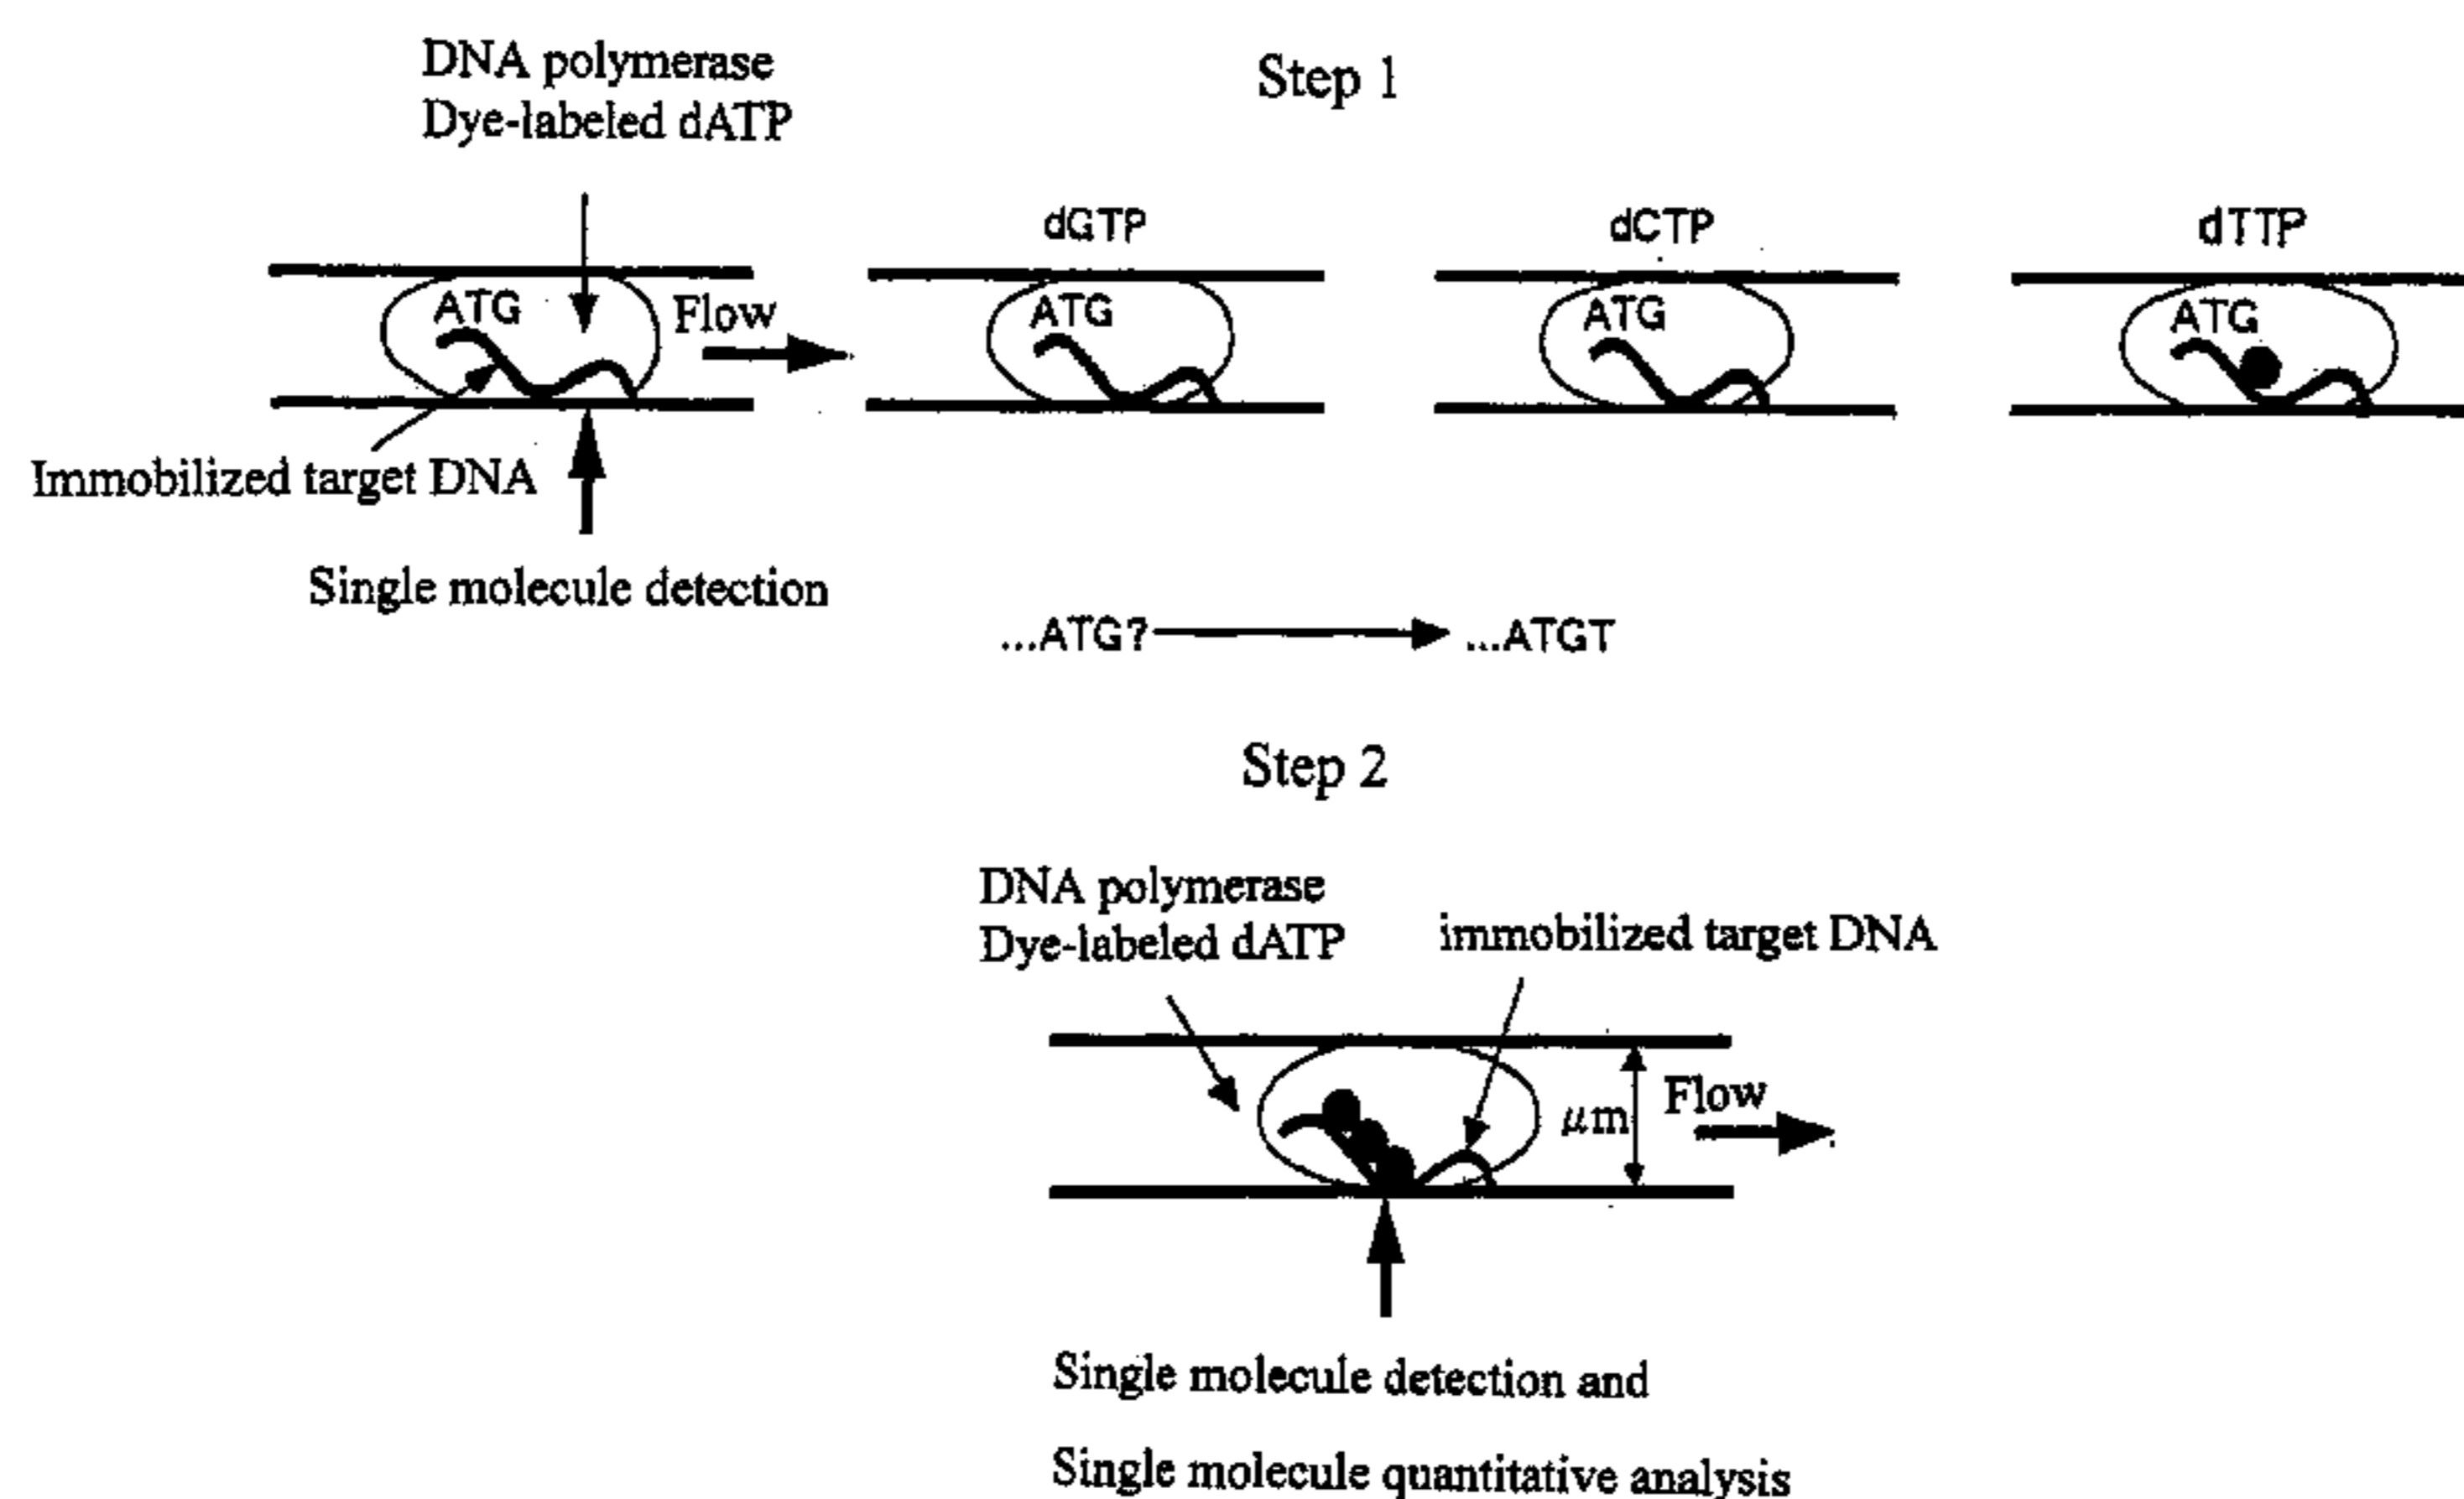 Step 1
DNA polymerase
Dye-labeled dATP
dGTP
dCTP
dTTP
ATG
Flow
ATG
ATG
ATG
Immobilized target DNA
Single molecule detection
...ATG?
...ATGT
Step 2
DNA polymerase
Dye-labeled dATP
immobilized target DNA
μm
Flow
Single molecule detection and
Single molecule quantitative analysis